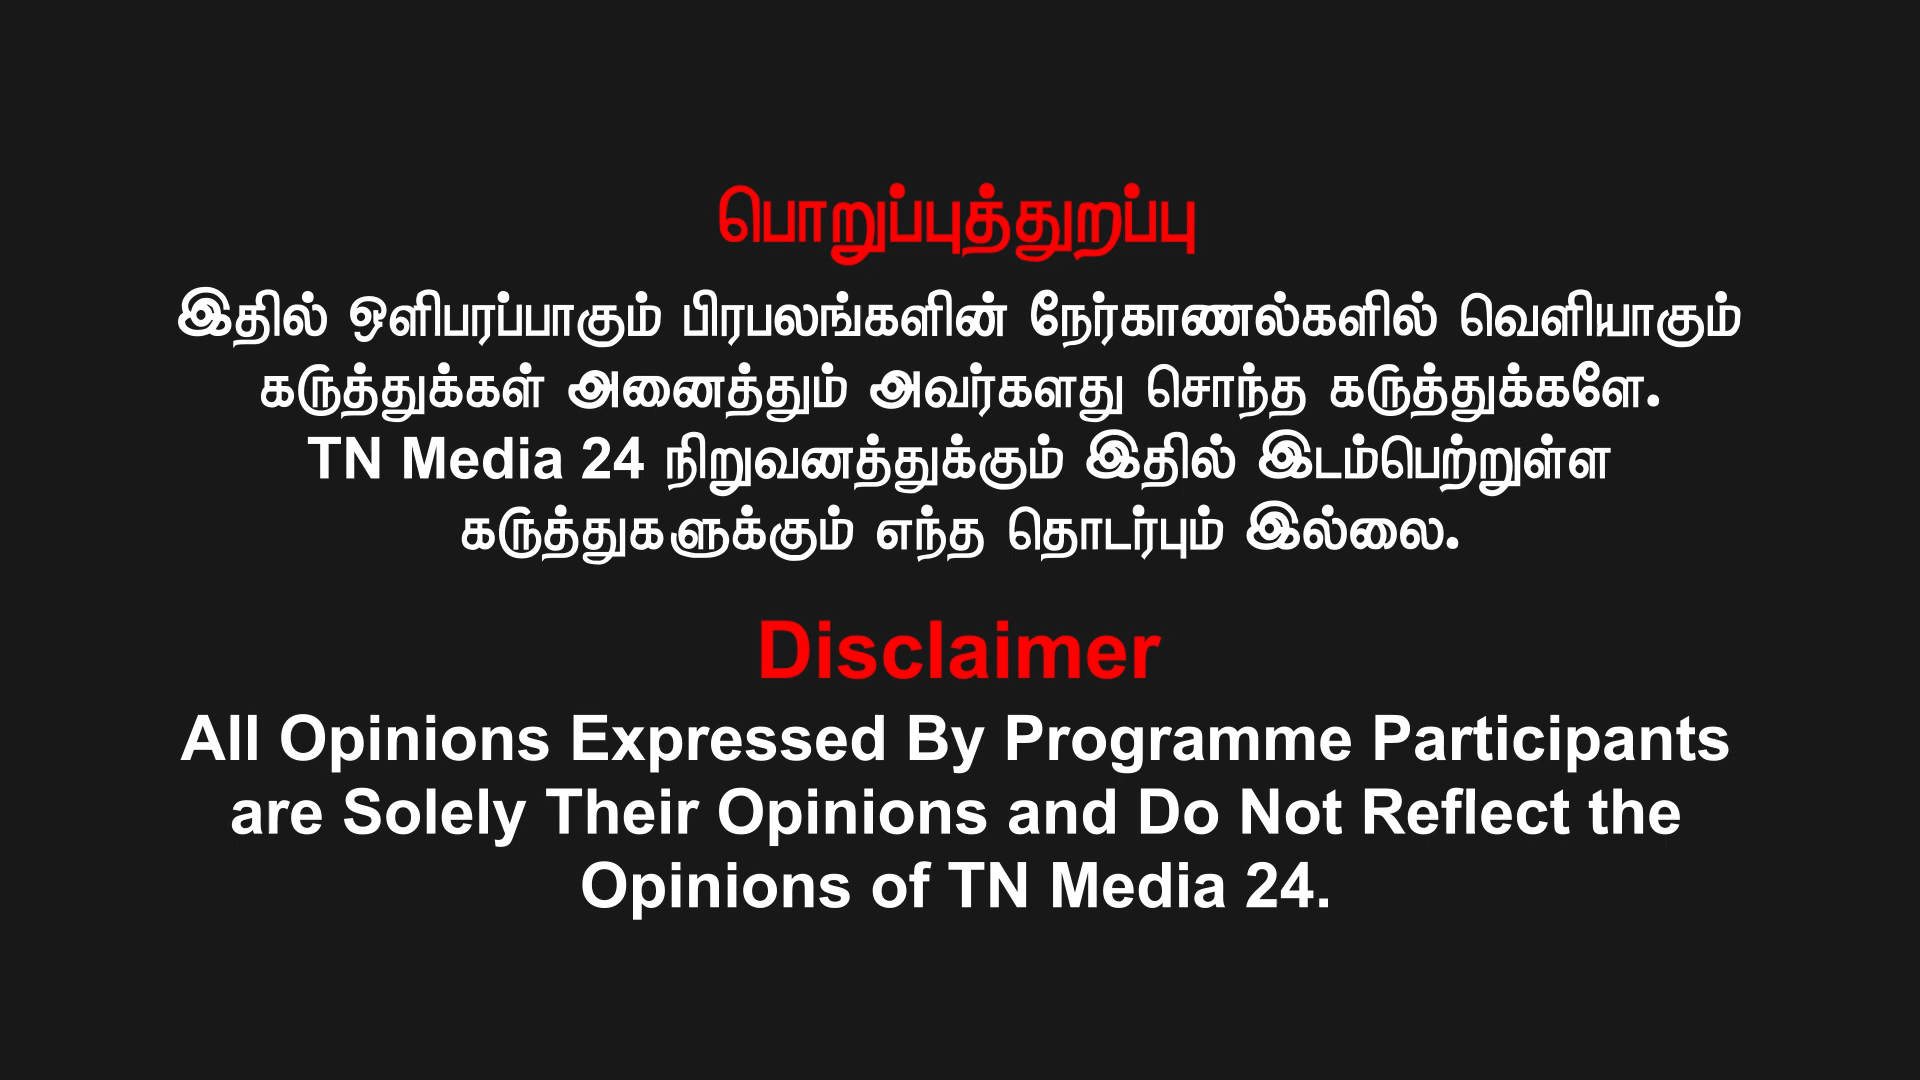 பொறுப்புத்துறப்பு
இதில் ஒளிபரப்பாகும் பிரபலங்களின் நேர்காணல்களில் வெளியாகும்
கருத்துக்கள் அனைத்தும் அவர்களது சொந்த கருத்துக்களே.
TN Media 24 நிறுவனத்துக்கும் இதில் இடம்பெற்றுள்ள
கருத்துகளுக்கும் எந்த தொடர்பும் இல்லை.
Disclaimer
All Opinions Expressed By Programme Participants
are Solely Their Opinions and Do Not Reflect the
Opinions of TN Media 24.